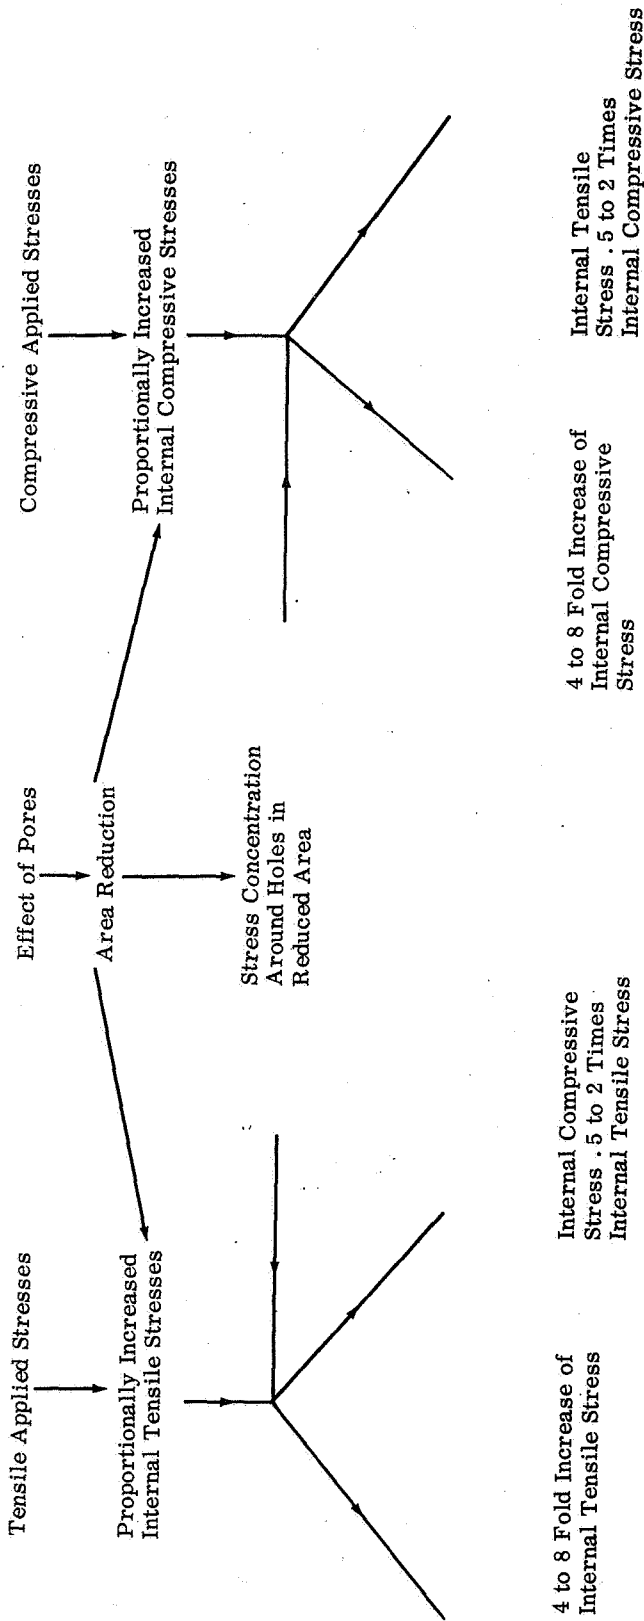 Tensile Applied Stresses
Effect of Pores
Compressive Applied Stresses
Proportionally Increased
Internal Tensile Stresses
Area Reduction
Proportionally Increased
Internal Compressive Stresses
Stress Concentration
Around Holes in
Reduced Area
4 to 8 Fold Increase of
Internal Tensile Stress
Internal Compressive
Stress .5 to 2 Times
Internal Tensile Stress
4 to 8 Fold Increase of
Internal Compressive
Stress
Internal Tensile
Stress .5 to 2 Times
Internal Compressive Stress